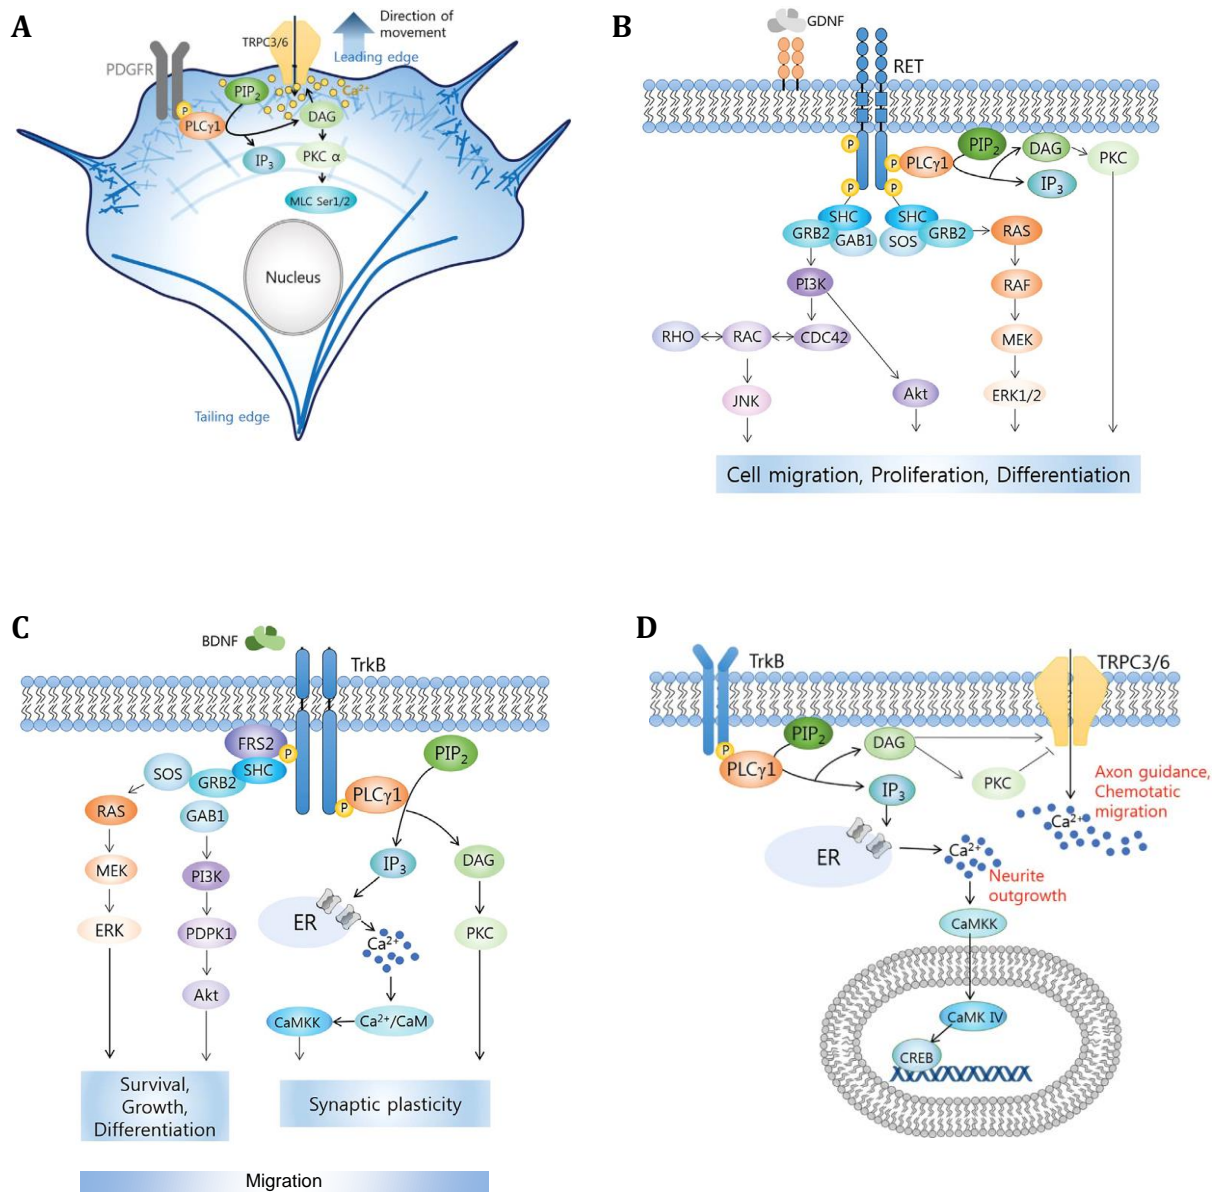 A
Direction of
movement
TRPC3/6
Leading edge
PDGFR
Ca²⁺
PIP₂
P
PLCγ1
DAG
IP₃
PKC α
MLC Ser1/2
Nucleus
Tailing edge
B
GDNF
RET
P
P
PLCγ1
PIP₂
DAG
PKC
IP₃
P
P
SHC
SHC
GRB2
GAB1
SOS
GRB2
RAS
PI3K
RAF
RHO
RAC
CDC42
MEK
JNK
Akt
ERK1/2
Cell migration, Proliferation, Differentiation
C
BDNF
TrkB
FRS2
P
PIP₂
SOS
SHC
GRB2
PLCγ1
P
RAS
GAB1
IP₃
DAG
MEK
PI3K
ER
ERK
PDPK1
Ca²⁺
PKC
Akt
CaMKK
Ca²⁺/CaM
Survival,
Growth,
Differentiation
Synaptic plasticity
Migration
D
TrkB
TRPC3/6
P
PIP₂
DAG
PLCγ1
IP₃
PKC
Axon guidance,
Chemotatic
migration
Ca²⁺
ER
Ca²⁺
Neurite
outgrowth
CaMKK
CaMK IV
CREB